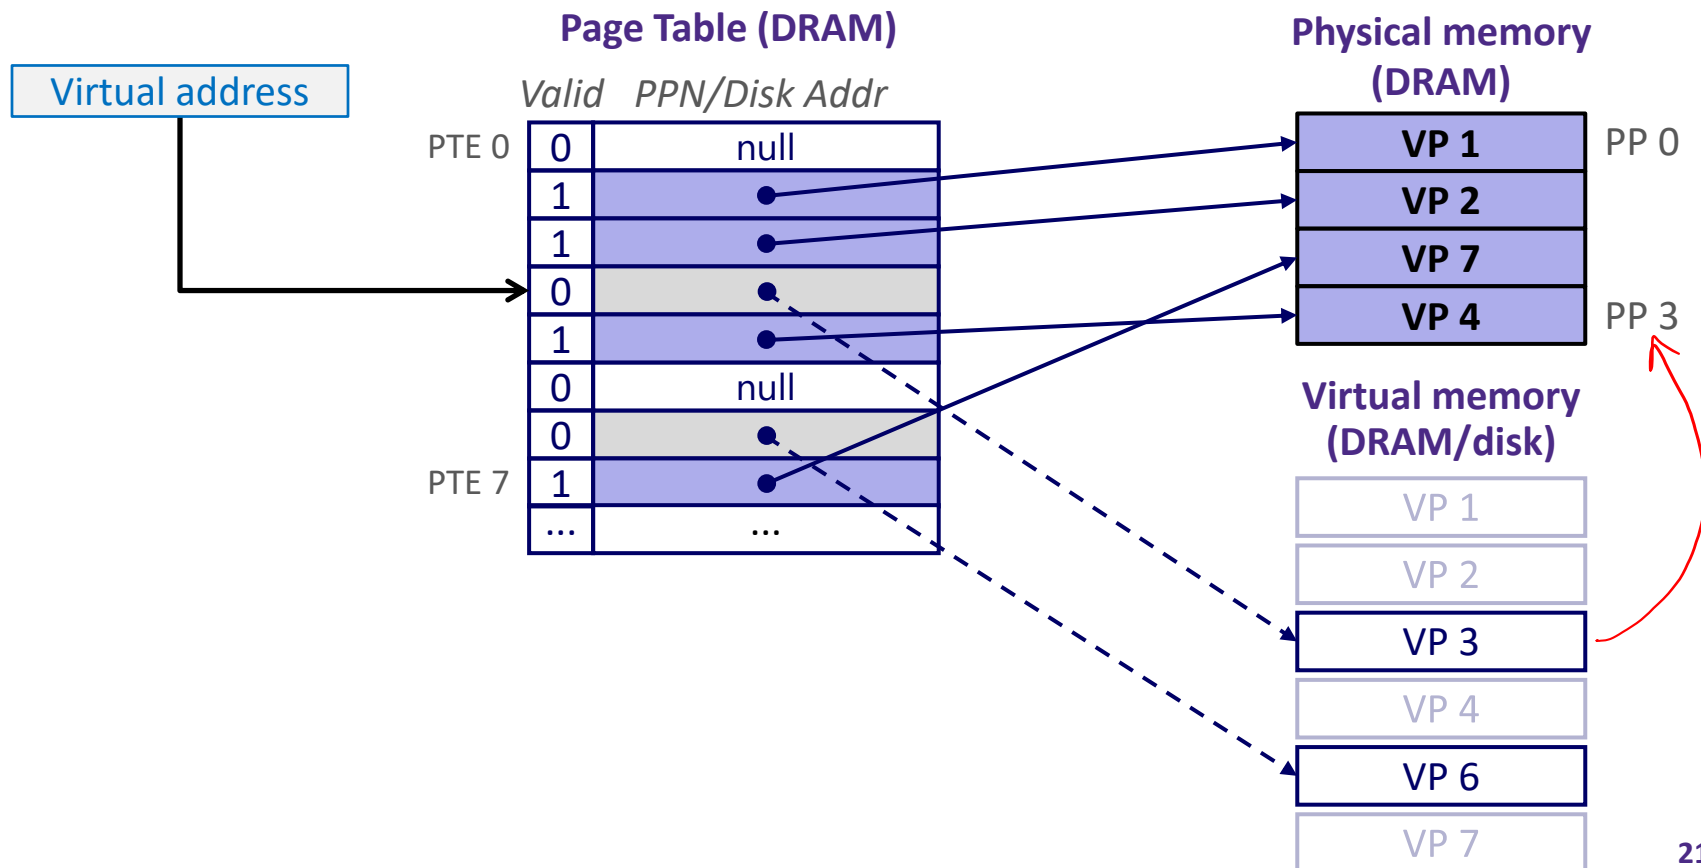 Page Table (DRAM)
Physical memory
(DRAM)
Virtual address
Valid PPN/Disk Addr
PTE 0 0 null
1
1
0
1
0 null
0
PTE 7 1
... ...
VP 1 PP 0
VP 2
VP 7
VP 4 PP 3
Virtual memory
(DRAM/disk)
VP 1
VP 2
VP 3
VP 4
VP 6
VP 7
21